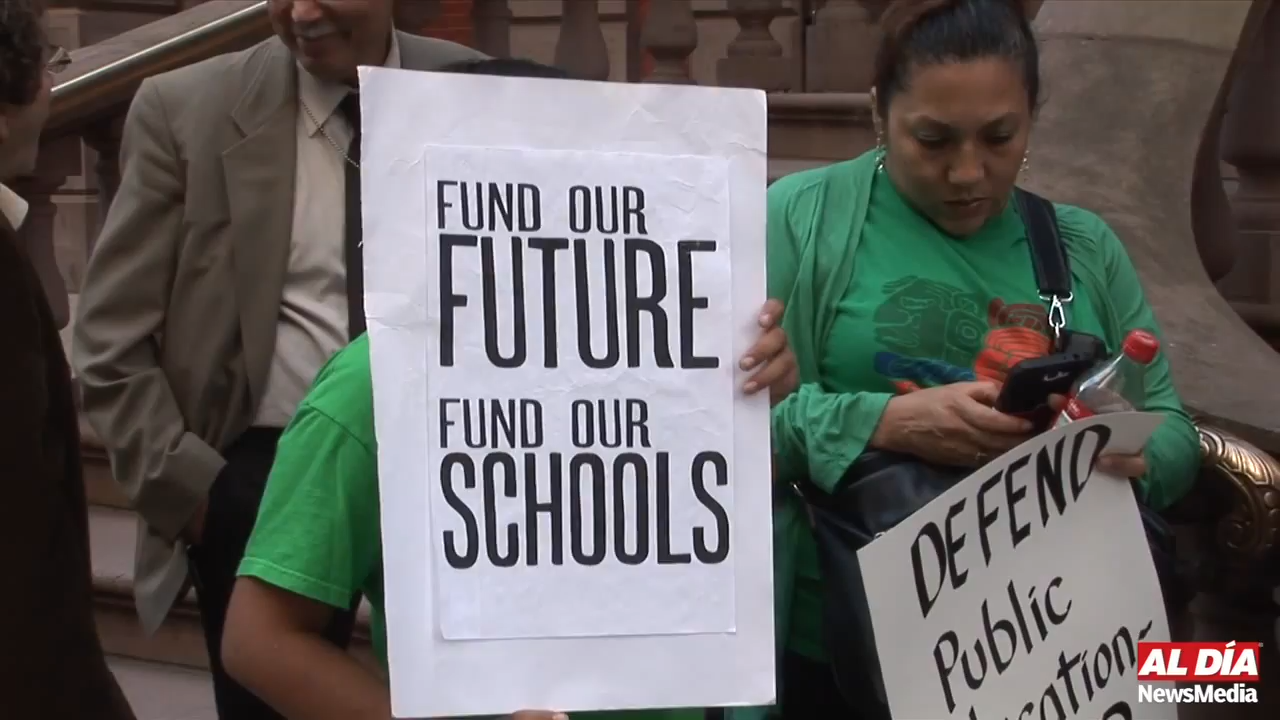 FUND OUR
FUTURE
FUND OUR
SCHOOLS
DEFEND
Public
AL DÍA
NewsMedia